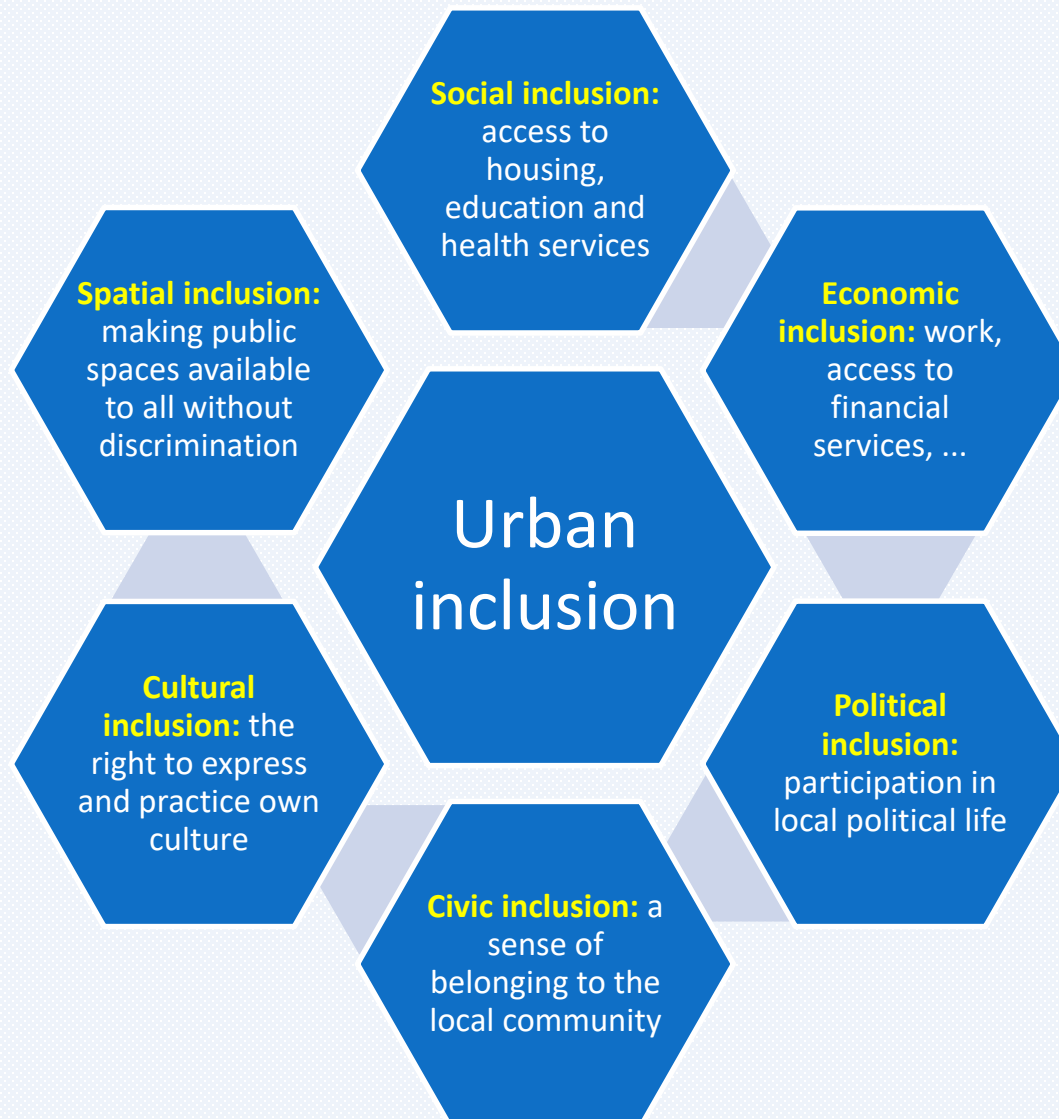 Social inclusion:
access to
housing,
education and
health services
Spatial inclusion:
making public
spaces available
to all without
discrimination
Economic
inclusion: work,
access to
financial
services, ...
Urban
inclusion
Cultural
inclusion: the
right to express
and practice own
culture
Political
inclusion:
participation in
local political life
Civic inclusion: a
sense of
belonging to the
local community